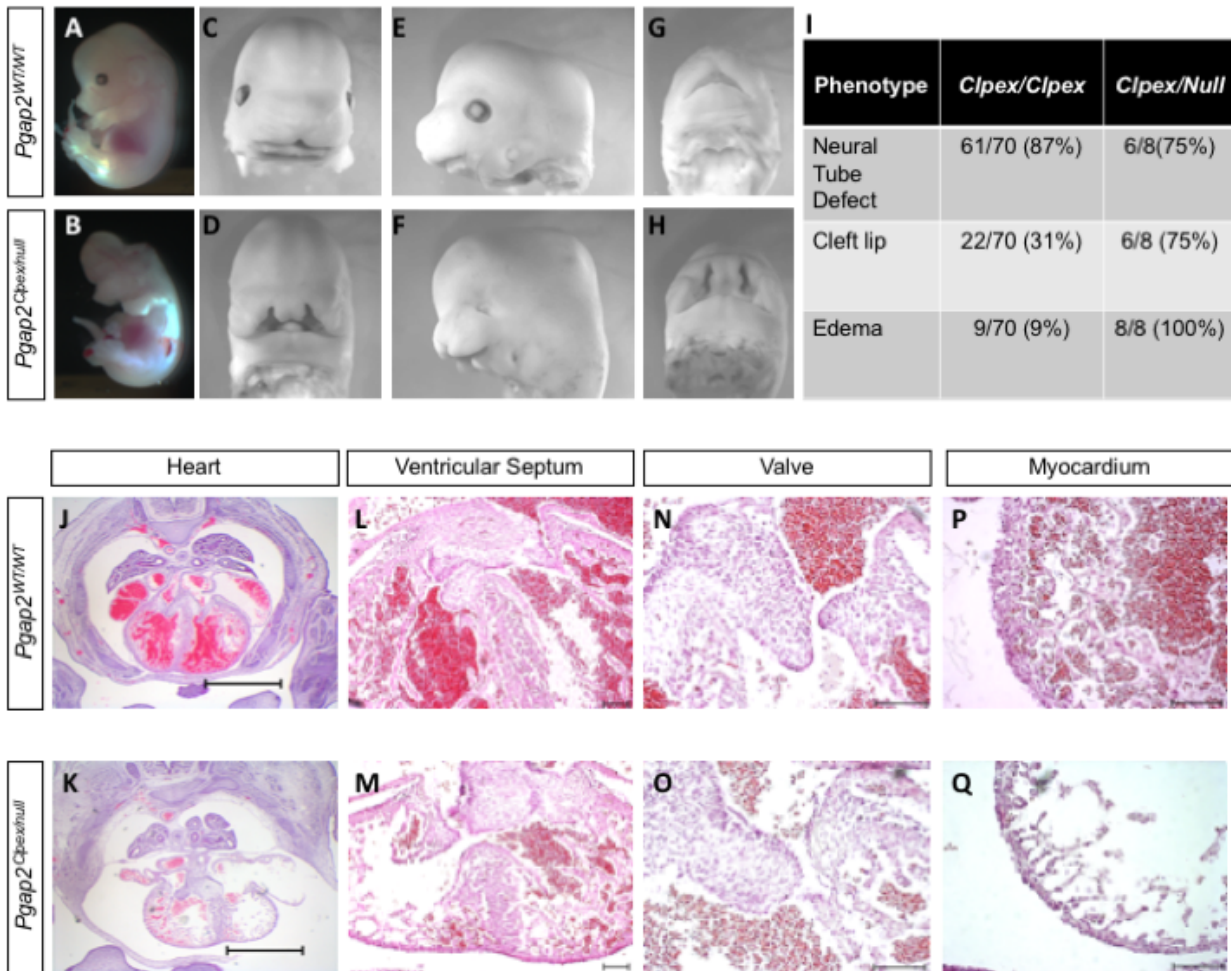 A
C
E
G
I
Pgap2WT/WT
Phenotype Clpex/Clpex Clpex/Null
Neural Tube Defect 61/70 (87%) 6/8(75%)
Cleft lip 22/70 (31%) 6/8 (75%)
Edema 9/70 (9%) 8/8 (100%)
B
D
F
H
Pgap2Clpex/null
Heart
Ventricular Septum
Valve
Myocardium
J
L
N
P
Pgap2WT/WT
K
M
O
Q
Pgap2Clpex/null